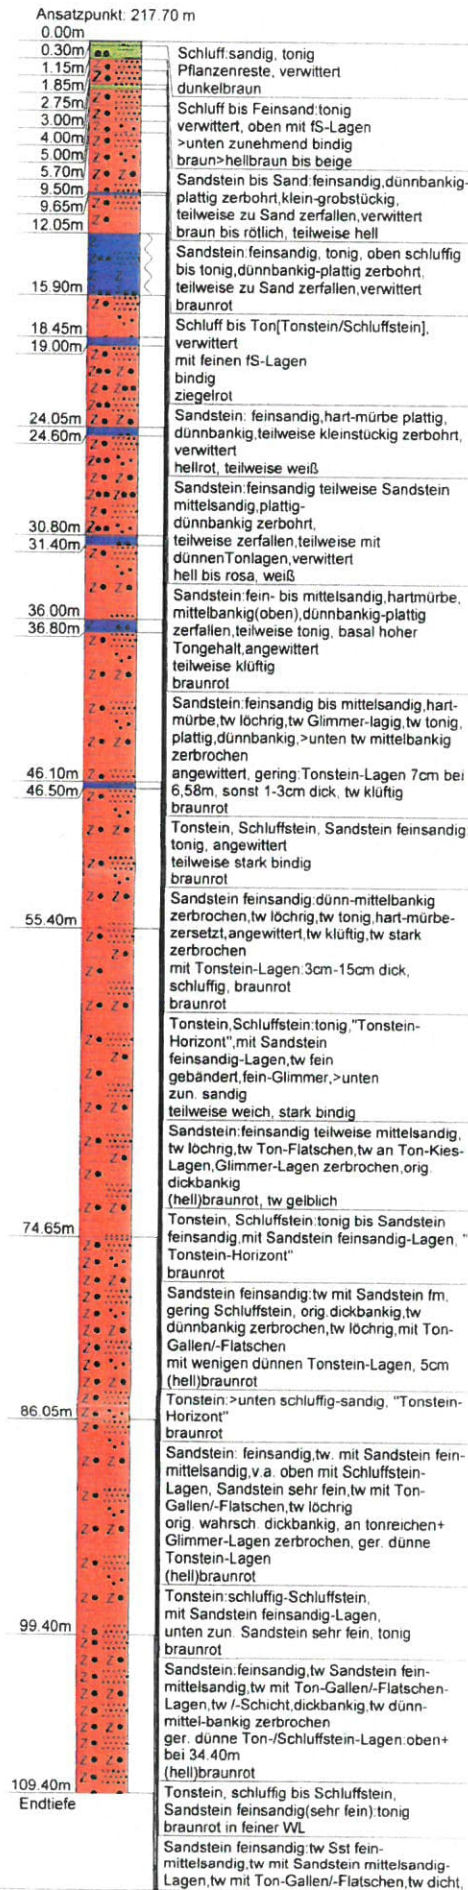 Ansatzpunkt: 217.70 m
0.00m
0.30m
1.15m
1.85m
2.75m
3.00m
4.00m
5.00m
5.70m
9.50m
9.65m
12.05m
15.90m
18.45m
19.00m
24.05m
24.60m
30.80m
31.40m
36.00m
36.80m
46.10m
46.50m
55.40m
74.65m
86.05m
99.40m
109.40m
Endtiefe
Schluff:sandig, tonig
Pflanzenreste, verwittert
dunkelbraun
Schluff bis Feinsand:tonig
verwittert, oben mit fS-Lagen
>unten zunehmend bindig
braun>hellbraun bis beige
Sandstein bis Sand:feinsandig,dünnbankig-
plattig zerbohrt,klein-grobstückig,
teilweise zu Sand zerfallen,verwittert
braun bis rötlich, teilweise hell
Sandstein:feinsandig, tonig, oben schluffig
bis tonig,dünnbankig-plattig zerbohrt,
teilweise zu Sand zerfallen,verwittert
braunrot
Schluff bis Ton[Tonstein/Schluffstein],
verwittert
mit feinen fS-Lagen
bindig
ziegelrot
Sandstein: feinsandig,hart-mürbe plattig,
dünnbankig,teilweise kleinstückig zerbohrt,
verwittert
hellrot, teilweise weiß
Sandstein:feinsandig teilweise Sandstein
mittelsandig,plattig-
dünnbankig zerbohrt,
teilweise zerfallen,teilweise mit
dünnenTonlagen,verwittert
hell bis rosa, weiß
Sandstein:fein- bis mittelsandig,hartmürbe,
mittelbankig(oben),dünnbankig-plattig
zerfallen,teilweise tonig, basal hoher
Tongehalt,angewittert
teilweise klüftig
braunrot
Sandstein:feinsandig bis mittelsandig,hart-
mürbe,tw löchrig,tw Glimmer-lagig,tw tonig,
plattig,dünnbankig,>unten tw mittelbankig
zerbrochen
angewittert, gering:Tonstein-Lagen 7cm bei
6,58m, sonst 1-3cm dick, tw klüftig
braunrot
Tonstein, Schluffstein, Sandstein feinsandig
tonig, angewittert
teilweise stark bindig
braunrot
Sandstein feinsandig:dünn-mittelbankig
zerbrochen,tw löchrig,tw tonig,hart-mürbe-
zersetzt,angewittert,tw klüftig,tw stark
zerbrochen
mit Tonstein-Lagen:3cm-15cm dick,
schluffig, braunrot
braunrot
Tonstein,Schluffstein:tonig,"Tonstein-
Horizont",mit Sandstein
feinsandig-Lagen,tw fein
gebändert,fein-Glimmer,>unten
zun. sandig
teilweise weich, stark bindig
Sandstein:feinsandig teilweise mittelsandig,
tw löchrig,tw Ton-Flatschen,tw an Ton-Kies-
Lagen,Glimmer-Lagen zerbrochen,orig.
dickbankig
(hell)braunrot, tw gelblich
Tonstein, Schluffstein:tonig bis Sandstein
feinsandig,mit Sandstein feinsandig-Lagen, "
Tonstein-Horizont"
braunrot
Sandstein feinsandig:tw mit Sandstein fm,
gering Schluffstein, orig.dickbankig,tw
dünnbankig zerbrochen,tw löchrig,mit Ton-
Gallen/-Flatschen
mit wenigen dünnen Tonstein-Lagen, 5cm
(hell)braunrot
Tonstein:>unten schluffig-sandig, "Tonstein-
Horizont"
braunrot
Sandstein: feinsandig,tw. mit Sandstein fein-
mittelsandig,v.a. oben mit Schluffstein-
Lagen, Sandstein sehr fein,tw mit Ton-
Gallen/-Flatschen,tw löchrig
orig. wahrsch. dickbankig, an tonreichen+
Glimmer-Lagen zerbrochen, ger. dünne
Tonstein-Lagen
(hell)braunrot
Tonstein:schluffig-Schluffstein,
mit Sandstein feinsandig-Lagen,
unten zun. Sandstein sehr fein, tonig
braunrot
Sandstein:feinsandig,tw Sandstein fein-
mittelsandig,tw mit Ton-Gallen/-Flatschen-
Lagen,tw /-Schicht,dickbankig,tw dünn-
mittel-bankig zerbrochen
ger. dünne Ton-/Schluffstein-Lagen:oben+
bei 34.40m
(hell)braunrot
Tonstein, schluffig bis Schluffstein,
Sandstein feinsandig(sehr fein):tonig
braunrot in feiner WL
Sandstein feinsandig:tw Sst fein-
mittelsandig,tw mit Sandstein mittelsandig-
Lagen,tw mit Ton-Gallen/-Flatschen,tw dicht,